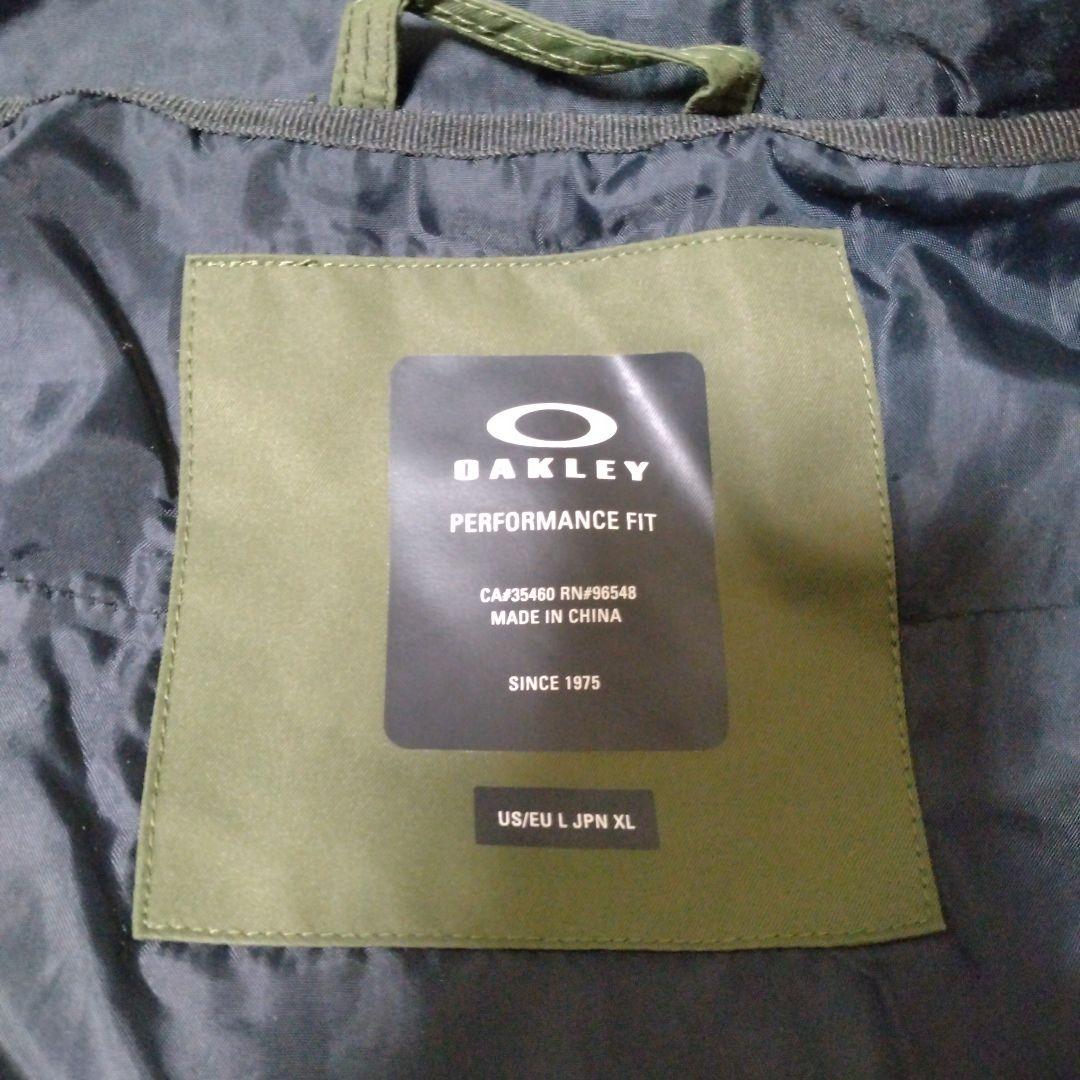 OAKLEY
PERFORMANCE FIT
CA#35460 RN#96548
MADE IN CHINA
SINCE 1975
US/EU L JPN XL